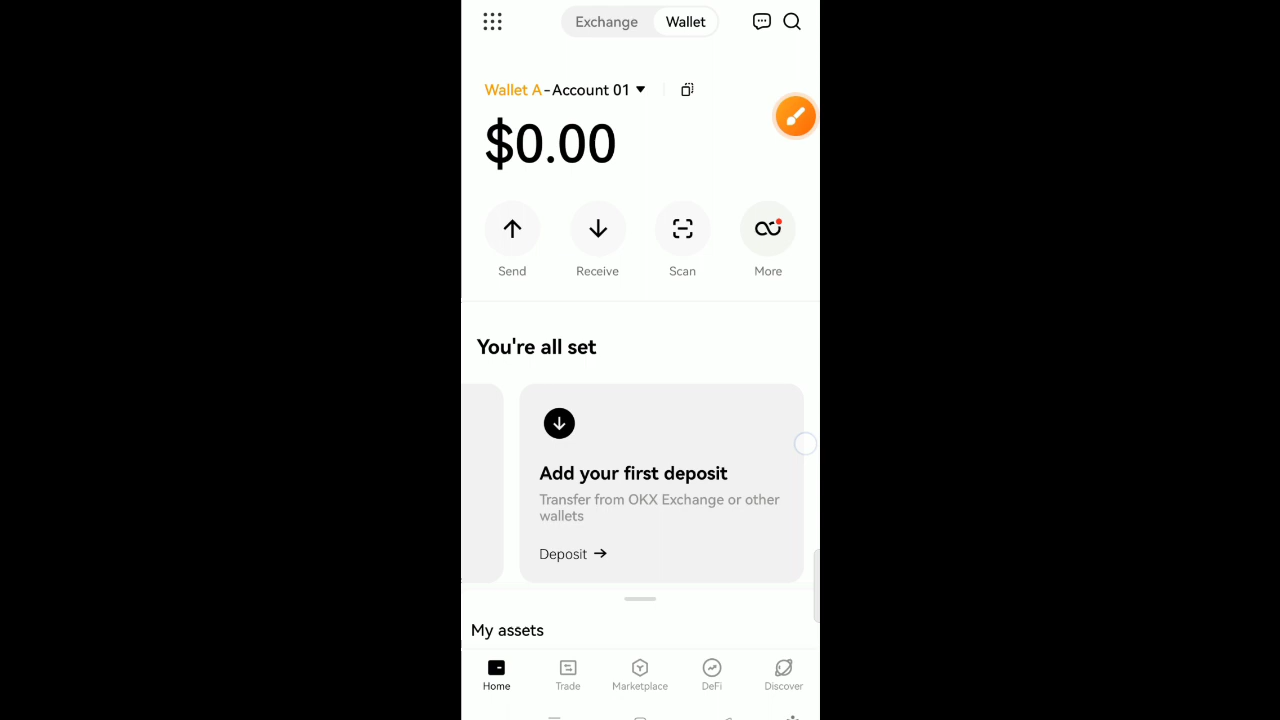 Exchange Wallet
Wallet A-Account 01
$0.00
Send Receive Scan More
You're all set
Add your first deposit
Transfer from OKX Exchange or other
wallets
Deposit
My assets
Home Trade Marketplace DeFi Discover